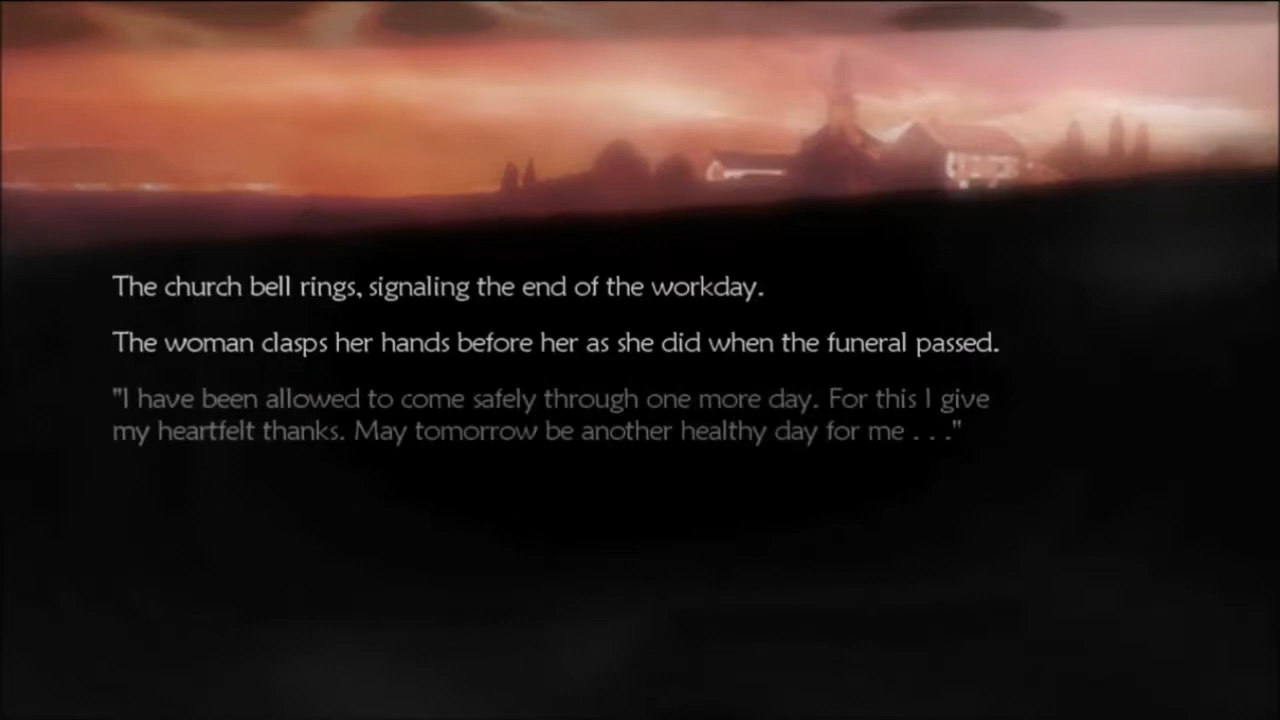 The church bell rings, signaling the end of the workday.
The woman clasps her hands before her as she did when the funeral passed.
"I have been allowed to come safely through one more day. For this I give
my heartfelt thanks. May tomorrow be another healthy day for me . . ."